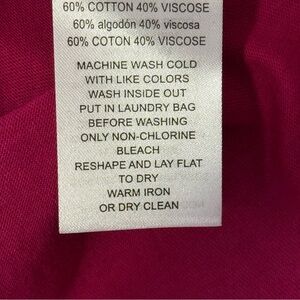 60% COTTON 40% VISCOSE
60% algodón 40% viscosa
60% COTON 40% VISCOSE
MACHINE WASH COLD
WITH LIKE COLORS
WASH INSIDE OUT
PUT IN LAUNDRY BAG
BEFORE WASHING
ONLY NON-CHLORINE
BLEACH
RESHAPE AND LAY FLAT
TO DRY
WARM IRON
OR DRY CLEAN